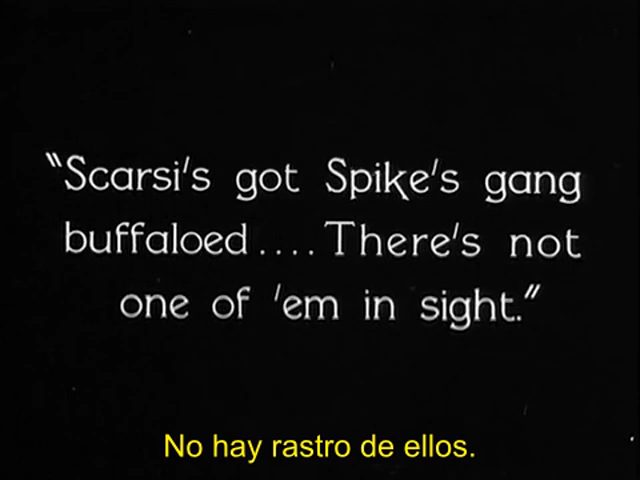 "Scarsi's got Spike's gang
buffaloed....There's not
one of 'em in sight."
No hay rastro de ellos.